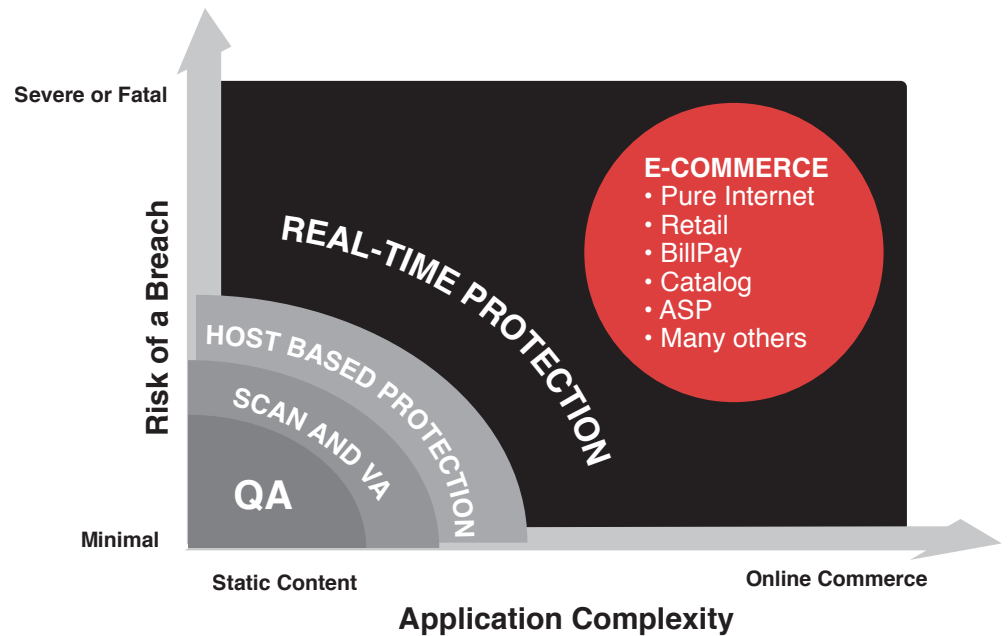 Severe or Fatal
E-COMMERCE
• Pure Internet
• Retail
• BillPay
• Catalog
• ASP
• Many others
REAL-TIME PROTECTION
HOST BASED PROTECTION
SCAN AND VA
QA
Risk of a Breach
Minimal
Static Content
Online Commerce
Application Complexity